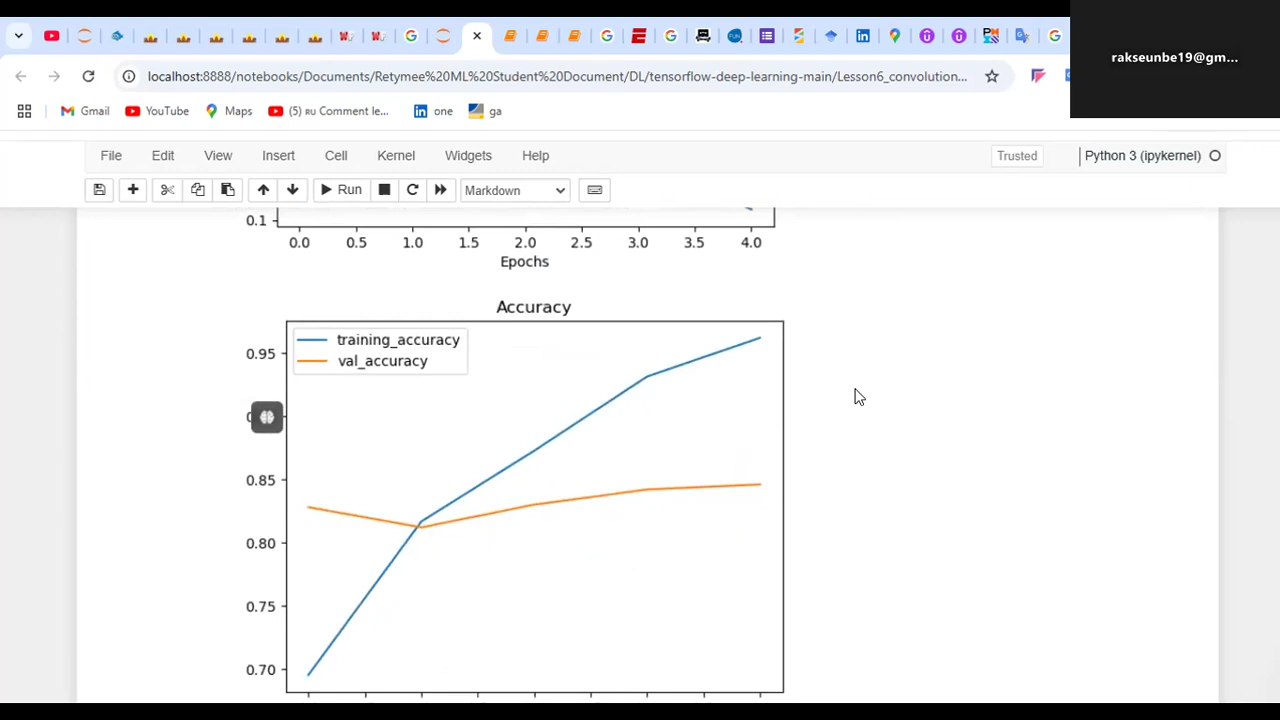 rakseunbe19@gm...
localhost:8888/notebooks/Document/Retymee%20ML%20Student%20Document/DL/tensorflow-deep-learning-main/Lesson6_convolution...
Gmail
YouTube
Maps
(5) ви Comment le...
one
ga
File
Edit
View
Insert
Cell
Kernel
Widgets
Help
Trusted
Python 3 (ipykernel)
Run
Markdown
0.1
0.0 0.5 1.0 1.5 2.0 2.5 3.0 3.5 4.0
Epochs
Accuracy
training_accuracy
val_accuracy
0.95
0.85
0.80
0.75
0.70